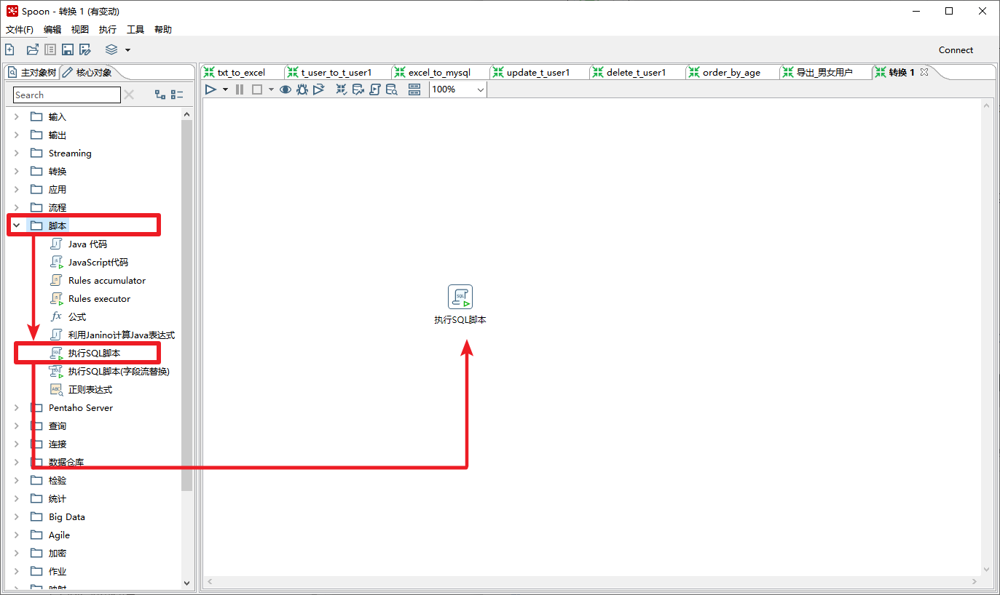 Spoon - 转换 1 (有变动)
文件(F) 编辑 视图 执行 工具 帮助
Connect
主对象树 核心对象
txt_to_excel t_user_to_t_user1 excel_to_mysql update_t_user1 delete_t_user1 order_by_age 导出_男女用户 转换 1
Search
100%
输入
输出
Streaming
转换
应用
流程
脚本
Java 代码
JavaScript代码
Rules accumulator
Rules executor
公式
利用Janino计算Java表达式
执行SQL脚本
执行SQL脚本(字段流替换)
正则表达式
Pentaho Server
查询
连接
数据仓库
检验
统计
Big Data
Agile
加密
作业
映射
执行SQL脚本